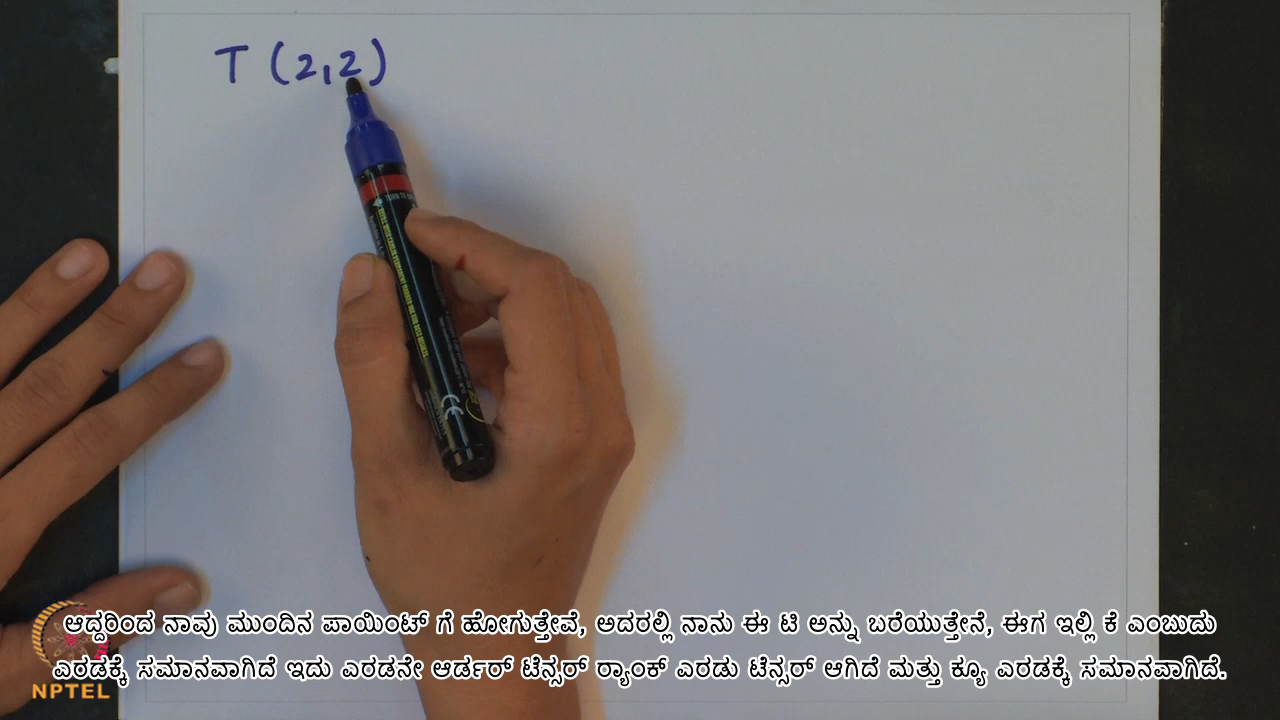 T (2,2)
CE
ಆದ್ದರಿಂದ ನಾವು ಮುಂದಿನ ಪಾಯಿಂಟ್ ಗೆ ಹೋಗುತ್ತೇವೆ, ಅದರಲ್ಲಿ ನಾನು ಈ ಟಿ ಅನ್ನು ಬರೆಯುತ್ತೇನೆ, ಈಗ ಇಲ್ಲಿ ಕೆ ಎಂಬುದು
ಎರಡಕ್ಕೆ ಸಮಾನವಾಗಿದೆ ಇದು ಎರಡನೇ ಆರ್ಡರ್ ಟೆನ್ಸರ್ ರ‍್ಯಾಂಕ್ ಎರಡು ಟೆನ್ಸರ್ ಆಗಿದೆ ಮತ್ತು ಕ್ಯೂ ಎರಡಕ್ಕೆ ಸಮಾನವಾಗಿದೆ.
NPTEL